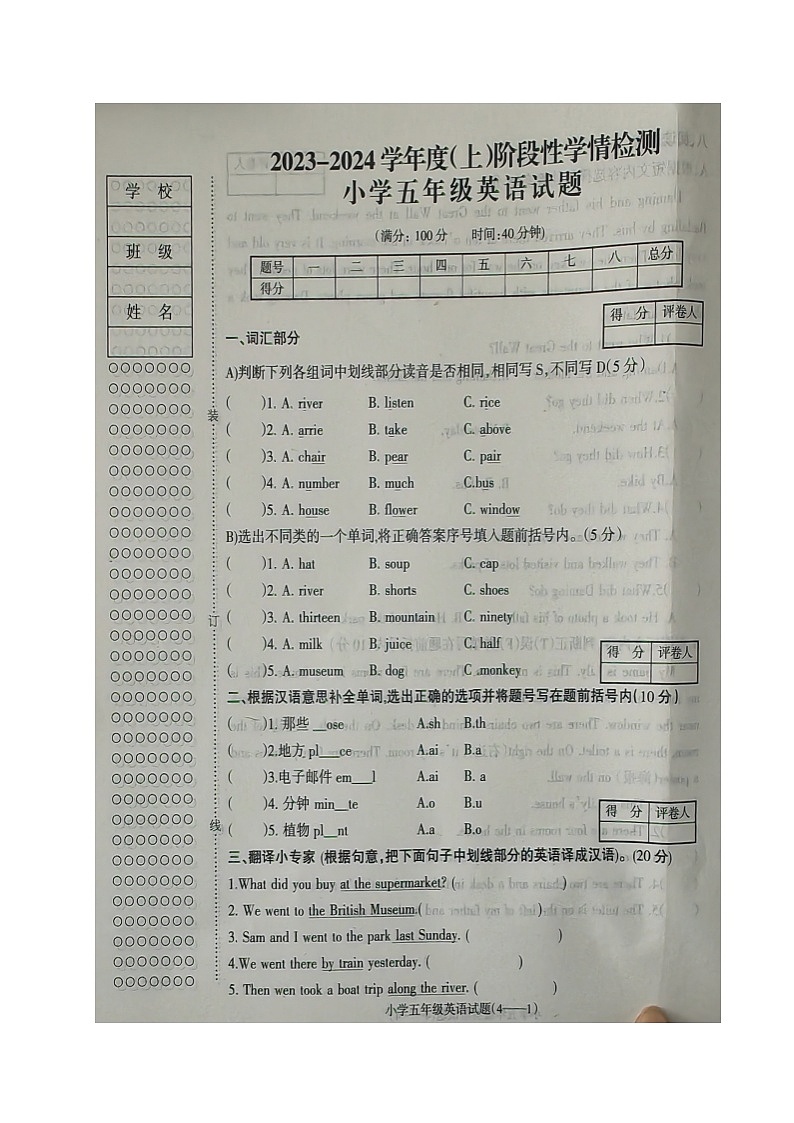 2023-2024学年度(上)阶段性学情检测
小学五年级英语试题
(满分:100分 时间:40分钟)
学 校
班 级
姓 名
题号 一 二 三 四 五 六 七 八 总分
得分
得 分 评卷人
一、词汇部分
A)判断下列各组词中划线部分读音是否相同,相同写S,不同写D(5分)
( )1. A. river B. listen C. rice
( )2. A. arrie B. take C. above
( )3. A. chair B. pear C. pair
( )4. A. number B. much C.bus
( )5. A. house B. flower C. window
B)选出不同类的一个单词,将正确答案序号填入题前括号内。(5分)
( )1. A. hat B. soup C. cap
( )2. A. river B. shorts C. shoes
( )3. A. thirteen B. mountain C. ninety
( )4. A. milk B. juice C. half
( )5. A. museum B. dog C .monkey
得 分 评卷人
二、根据汉语意思补全单词,选出正确的选项并将题号写在题前括号内(10分)
( )1. 那些 __ose A.sh B.th
( )2.地方 pl___ce A.ai B.a
( )3.电子邮件 em___l A.ai B. a
( )4. 分钟 min__te A.o B.u
( )5. 植物 pl__nt A.a B.o
得 分 评卷人
三、翻译小专家 (根据句意,把下面句子中划线部分的英语译成汉语)。(20分)
1.What did you buy at the supermarket? ( )
2. We went to the British Museum.( )
3. Sam and I went to the park last Sunday. ( )
4.We went there by train yesterday. ( )
5. Then wen took a boat trip along the river. ( )
装
订
线
小学五年级英语试题(4——1)